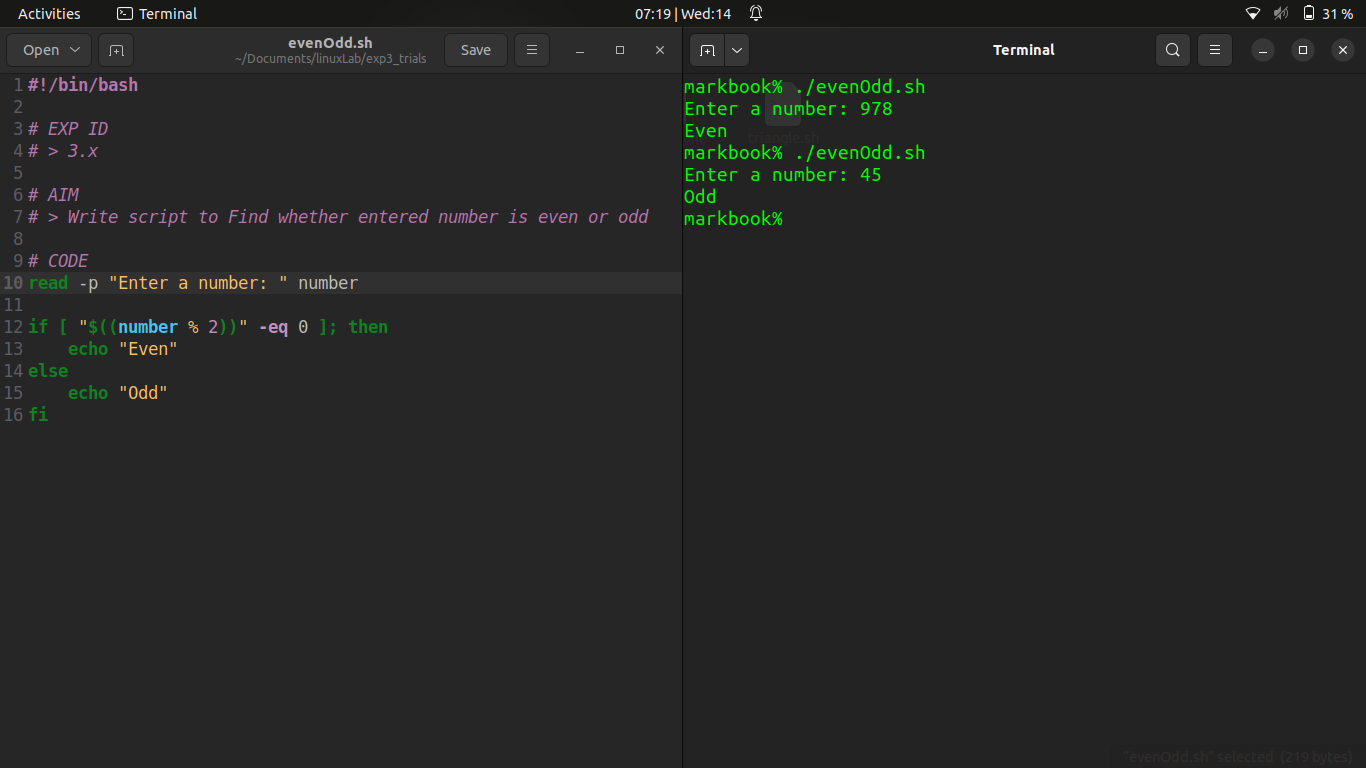 Activities Terminal 07:19|Wed:14 31 %
Open evenOdd.sh Save
~/Documents/linuxLab/exp3_trials
1 #!/bin/bash
2
3 # EXP ID
4 # > 3.x
5
6 # AIM
7 # > Write script to Find whether entered number is even or odd
8
9 # CODE
10 read -p "Enter a number: " number
11
12 if [ "$((number % 2))" -eq 0 ]; then
13     echo "Even"
14 else
15     echo "Odd"
16 fi
Terminal
markbook% ./evenOdd.sh
Enter a number: 978
Even
markbook% ./evenOdd.sh
Enter a number: 45
Odd
markbook%
triangle.sh
"evenOdd.sh" selected (219 bytes)